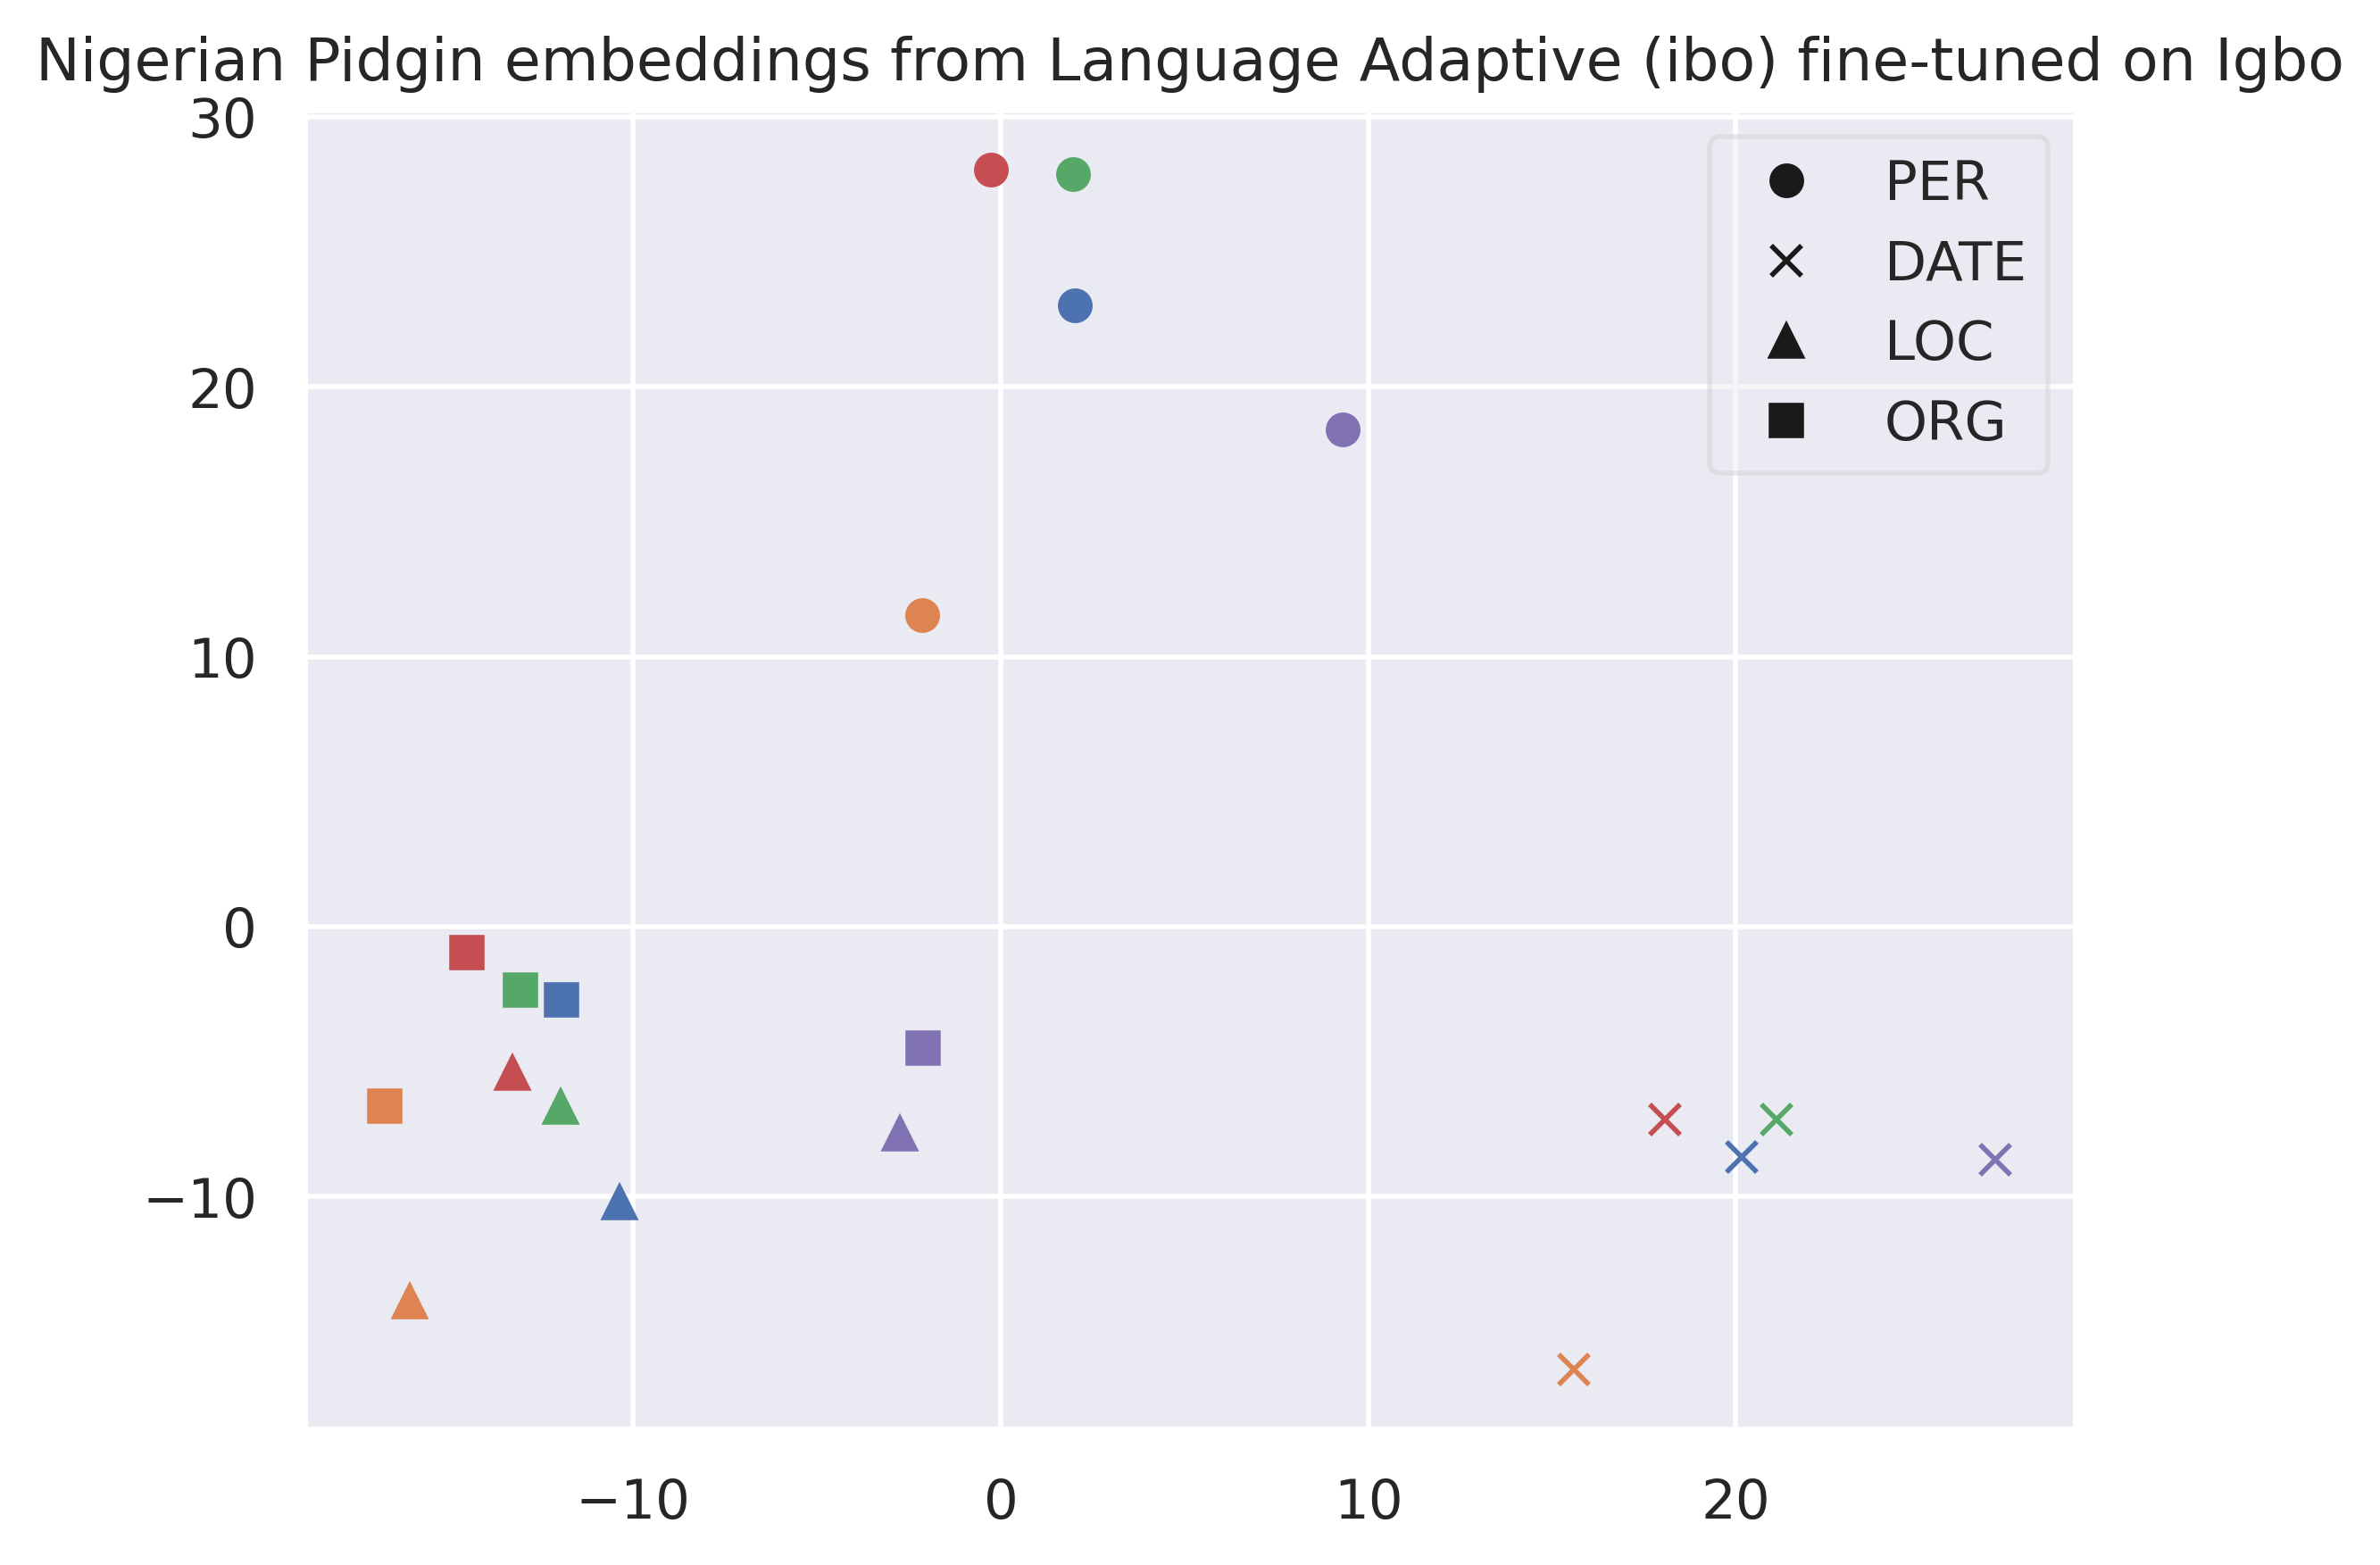 Nigerian Pidgin embeddings from Language Adaptive (ibo) fine-tuned on Igbo
30
20
10
0
−10
PER
DATE
LOC
ORG
−10 0 10 20